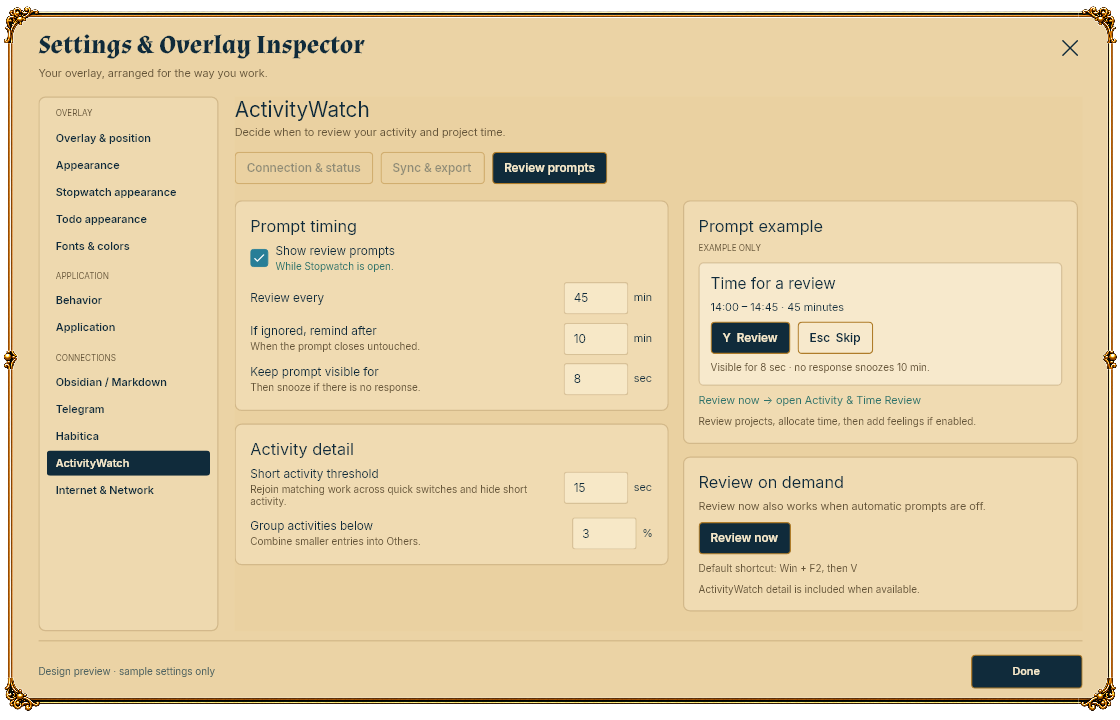 Settings & Overlay Inspector
Your overlay, arranged for the way you work.
OVERLAY
Overlay & position
Appearance
Stopwatch appearance
Todo appearance
Fonts & colors
APPLICATION
Behavior
Application
CONNECTIONS
Obsidian / Markdown
Telegram
Habitica
ActivityWatch
Internet & Network
ActivityWatch
Decide when to review your activity and project time.
Connection & status
Sync & export
Review prompts
Prompt timing
Show review prompts
While Stopwatch is open.
Review every
45 min
If ignored, remind after
When the prompt closes untouched.
10 min
Keep prompt visible for
Then snooze if there is no response.
8 sec
Activity detail
Short activity threshold
Rejoin matching work across quick switches and hide short
activity.
15 sec
Group activities below
Combine smaller entries into Others.
3 %
Prompt example
EXAMPLE ONLY
Time for a review
14:00 – 14:45 · 45 minutes
Y Review
Esc Skip
Visible for 8 sec · no response snoozes 10 min.
Review now → open Activity & Time Review
Review projects, allocate time, then add feelings if enabled.
Review on demand
Review now also works when automatic prompts are off.
Review now
Default shortcut: Win + F2, then V
ActivityWatch detail is included when available.
Design preview · sample settings only
Done